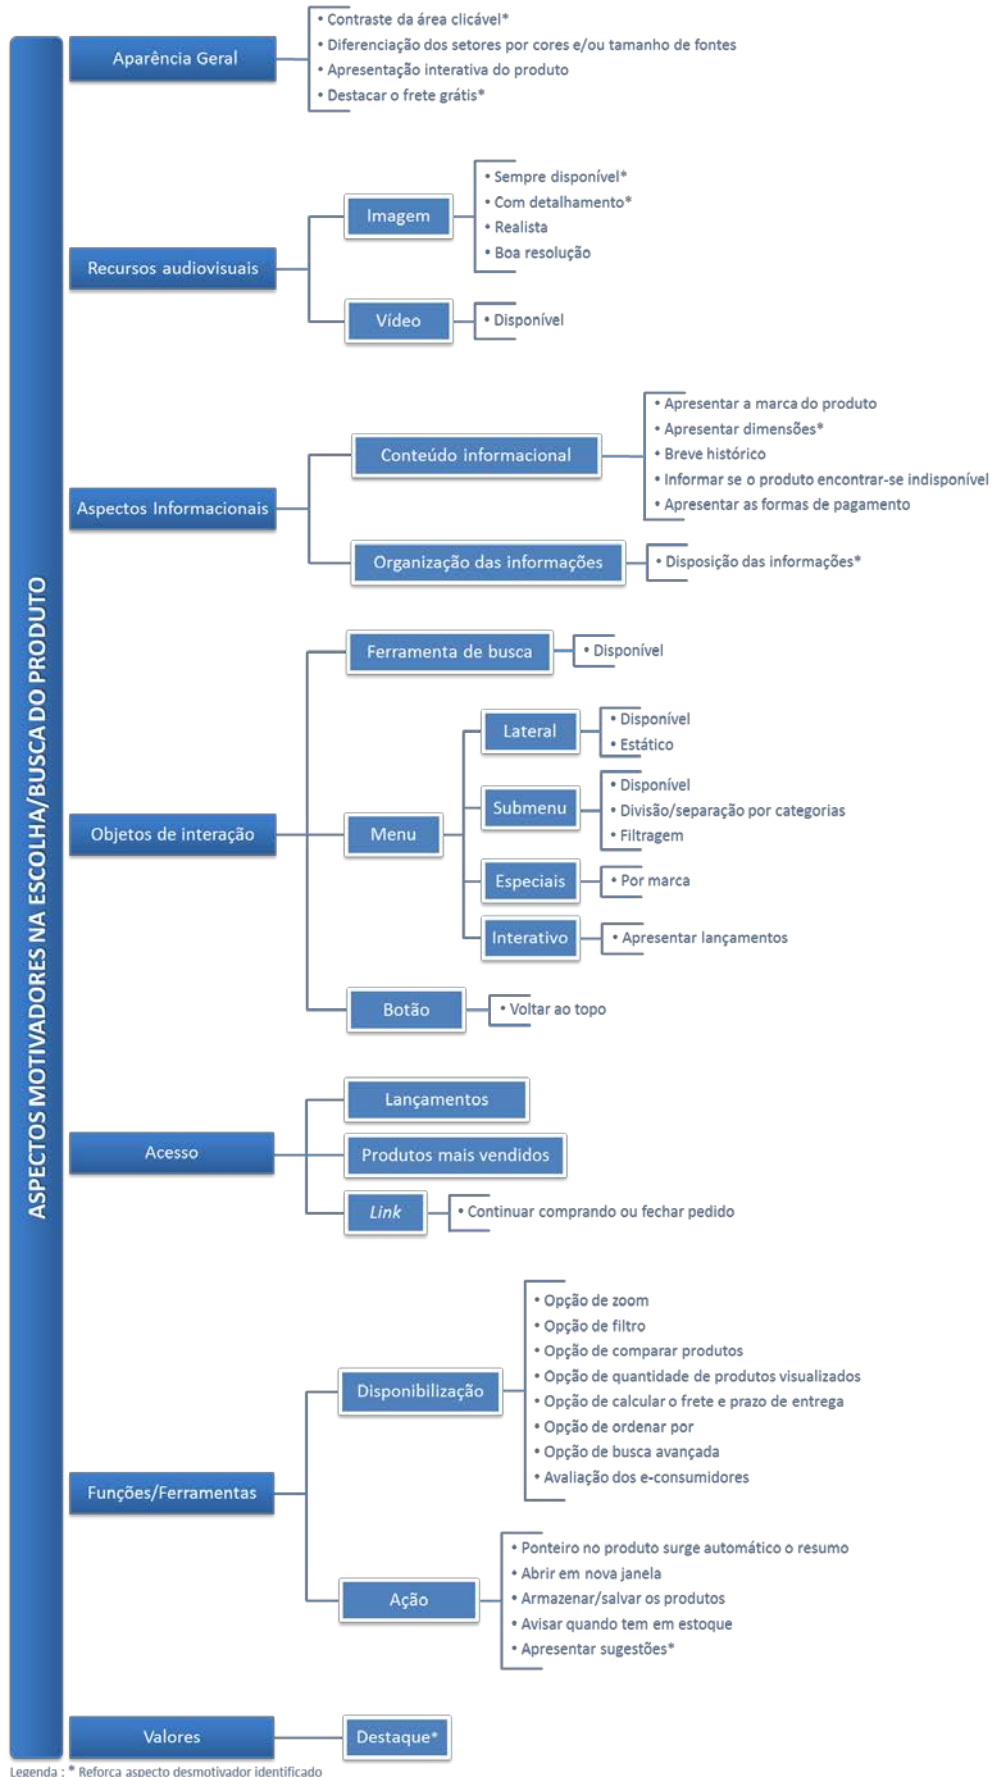 ASPECTOS MOTIVADORES NA ESCOLHA/BUSCA DO PRODUTO
Aparência Geral
• Contraste da área clicável*
• Diferenciação dos setores por cores e/ou tamanho de fontes
• Apresentação interativa do produto
• Destacar o frete grátis*
Recursos audiovisuais
Imagem
• Sempre disponível*
• Com detalhamento*
• Realista
• Boa resolução
Vídeo
• Disponível
Aspectos Informacionais
Conteúdo informacional
• Apresentar a marca do produto
• Apresentar dimensões*
• Breve histórico
• Informar se o produto encontrar-se indisponível
• Apresentar as formas de pagamento
Organização das informações
• Disposição das informações*
Objetos de interação
Ferramenta de busca
• Disponível
Menu
Lateral
• Disponível
• Estático
Submenu
• Disponível
• Divisão/separação por categorias
• Filtragem
Especiais
• Por marca
Interativo
• Apresentar lançamentos
Botão
• Voltar ao topo
Acesso
Lançamentos
Produtos mais vendidos
Link
• Continuar comprando ou fechar pedido
Funções/Ferramentas
Disponibilização
• Opção de zoom
• Opção de filtro
• Opção de comparar produtos
• Opção de quantidade de produtos visualizados
• Opção de calcular o frete e prazo de entrega
• Opção de ordenar por
• Opção de busca avançada
• Avaliação dos e-consumidores
Ação
• Ponteiro no produto surge automático o resumo
• Abrir em nova janela
• Armazenar/salvar os produtos
• Avisar quando tem em estoque
• Apresentar sugestões*
Valores
Destaque*
Legenda : * Reforça aspecto desmotivador identificado